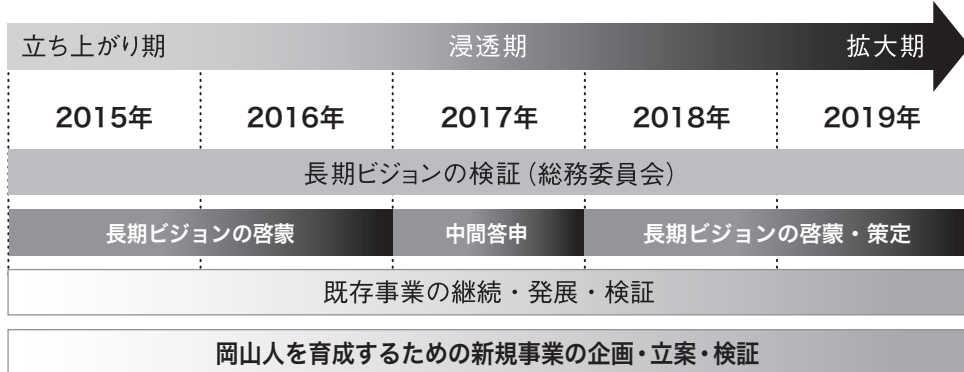 立ち上がり期 浸透期 拡大期
2015年 2016年 2017年 2018年 2019年
長期ビジョンの検証（総務委員会）
長期ビジョンの啓蒙 中間答申 長期ビジョンの啓蒙・策定
既存事業の継続・発展・検証
岡山人を育成するための新規事業の企画・立案・検証